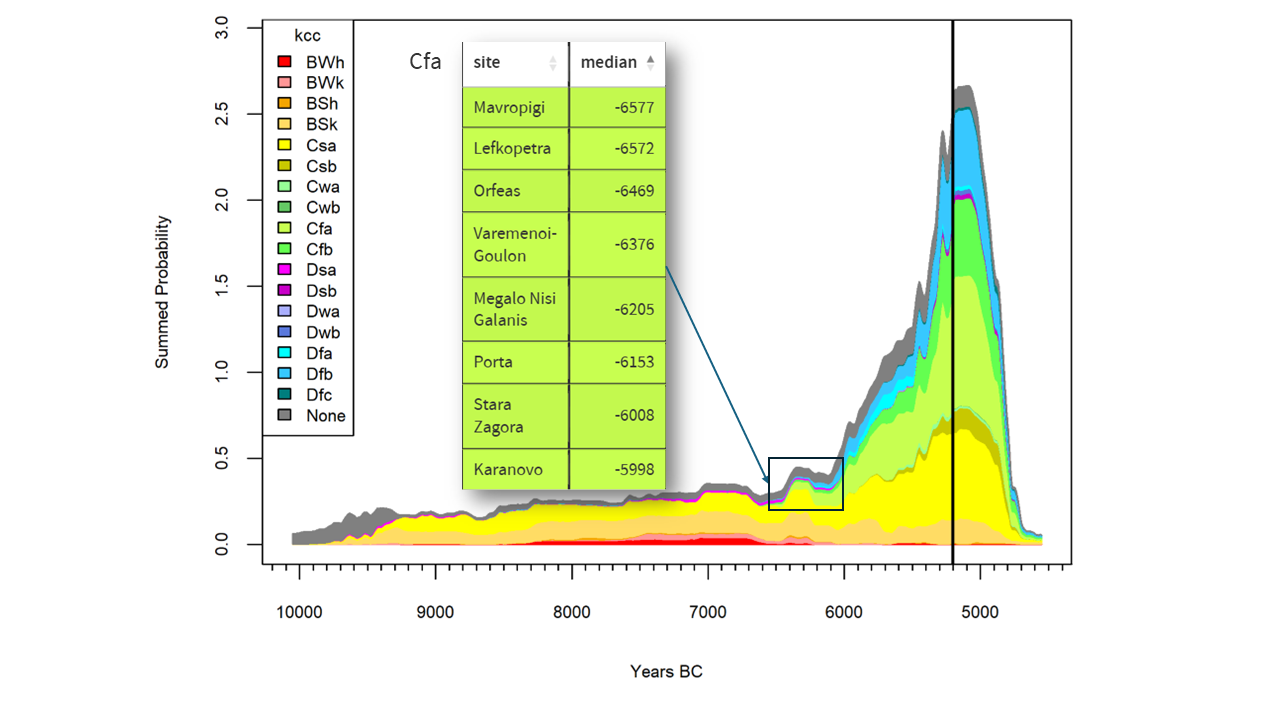 3.0
2.5
2.0
1.5
1.0
0.5
0.0
Summed Probability
kcc
BWh
BWk
BSh
BSk
Csa
Csb
Cwa
Cwb
Cfa
Cfb
Dsa
Dsb
Dwa
Dwb
Dfa
Dfb
Dfc
None
Cfa
site median
Mavropigi -6577
Lefkopetra -6572
Orfeas -6469
Varemenoi-
Goulon -6376
Megalo Nisi
Galanis -6205
Porta -6153
Stara
Zagora -6008
Karanovo -5998
10000 9000 8000 7000 6000 5000
Years BC